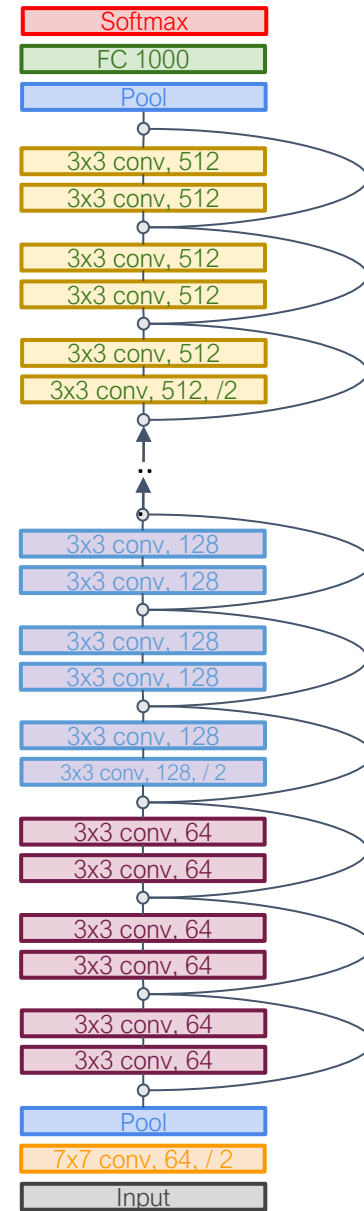 Softmax
FC 1000
Pool
3x3 conv, 512
3x3 conv, 512
3x3 conv, 512
3x3 conv, 512
3x3 conv, 512
3x3 conv, 512, /2
..
.
3x3 conv, 128
3x3 conv, 128
3x3 conv, 128
3x3 conv, 128
3x3 conv, 128
3x3 conv, 128, / 2
3x3 conv, 64
3x3 conv, 64
3x3 conv, 64
3x3 conv, 64
3x3 conv, 64
3x3 conv, 64
Pool
7x7 conv, 64, / 2
Input